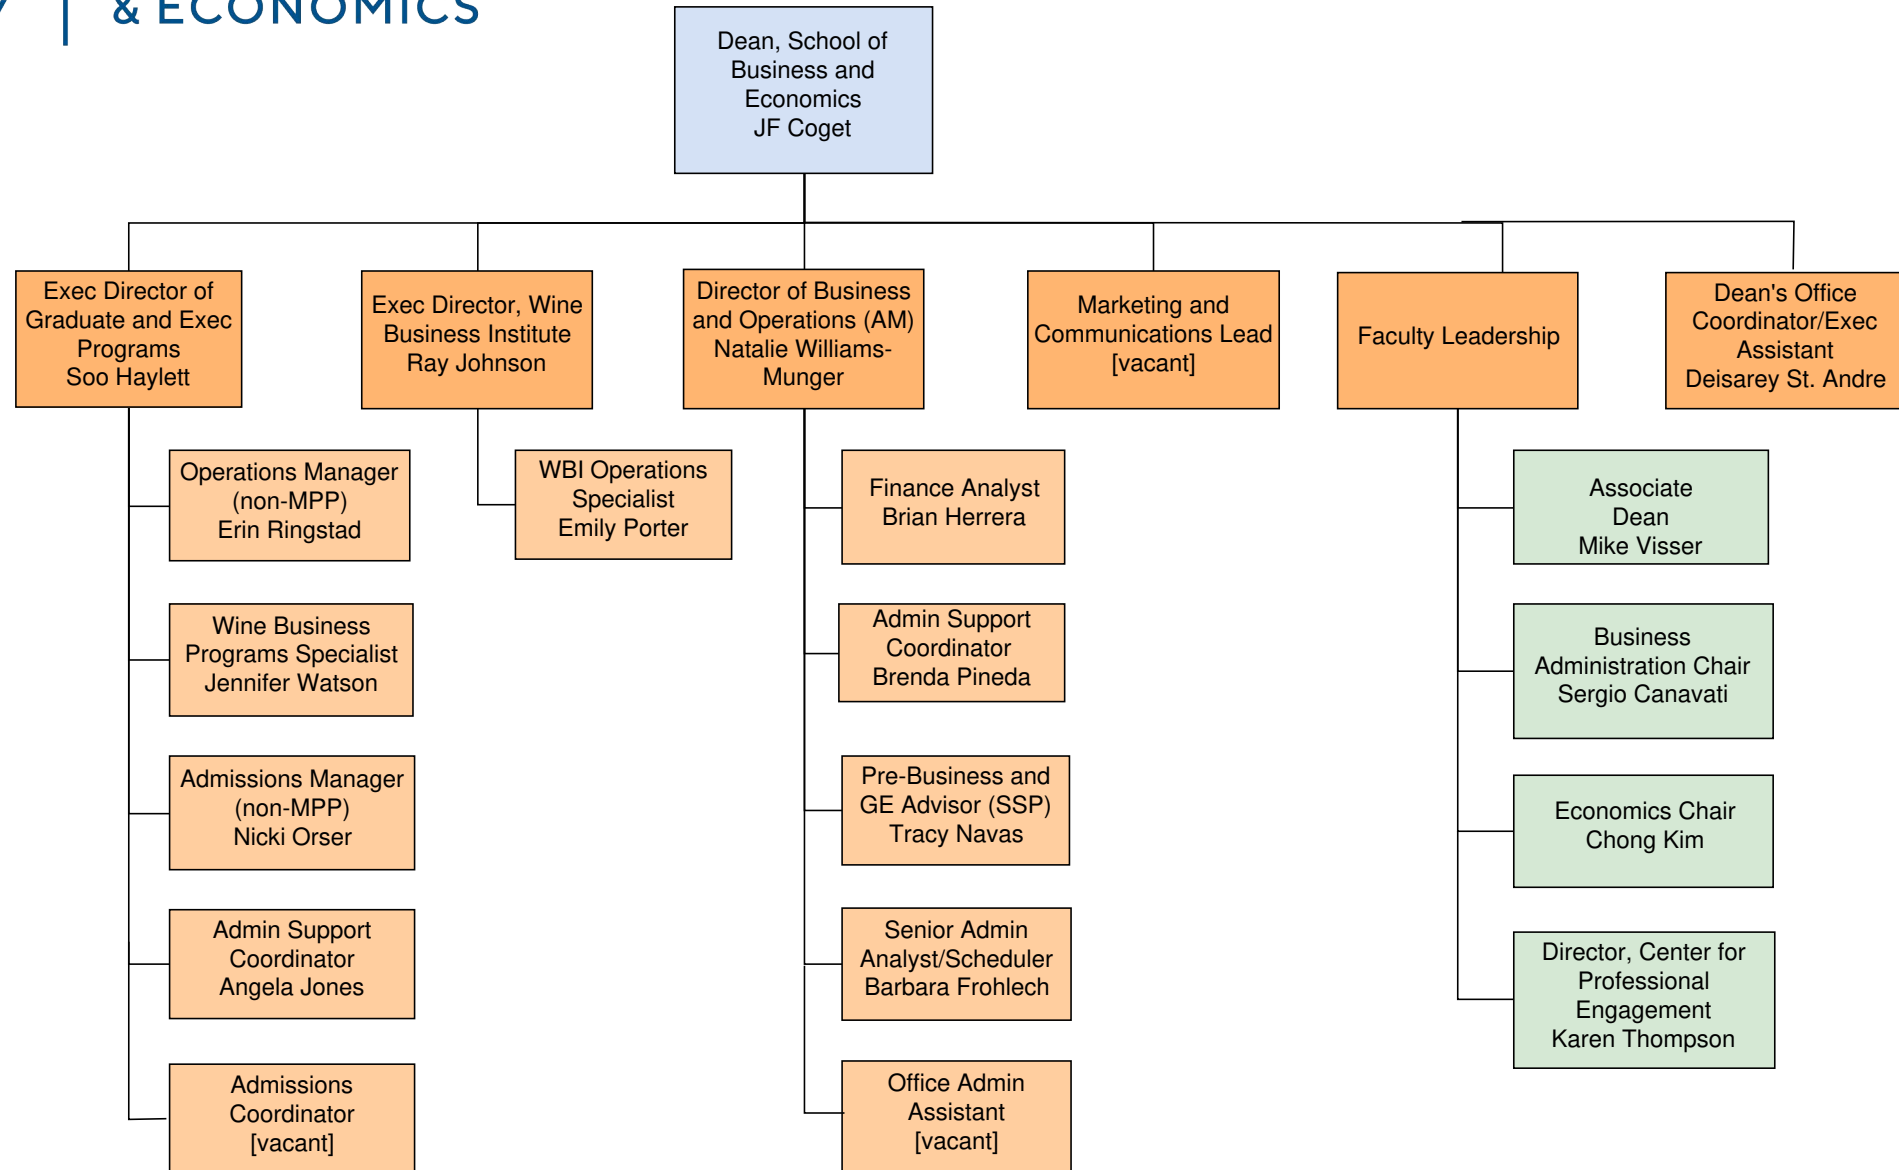 & ECONOMICS
Dean, School of
Business and
Economics
JF Coget
Exec Director of
Graduate and Exec
Programs
Soo Haylett
Exec Director, Wine
Business Institute
Ray Johnson
Director of Business
and Operations (AM)
Natalie Williams-
Munger
Marketing and
Communications Lead
[vacant]
Faculty Leadership
Dean's Office
Coordinator/Exec
Assistant
Deisarey St. Andre
Operations Manager
(non-MPP)
Erin Ringstad
Wine Business
Programs Specialist
Jennifer Watson
Admissions Manager
(non-MPP)
Nicki Orser
Admin Support
Coordinator
Angela Jones
Admissions
Coordinator
[vacant]
WBI Operations
Specialist
Emily Porter
Finance Analyst
Brian Herrera
Admin Support
Coordinator
Brenda Pineda
Pre-Business and
GE Advisor (SSP)
Tracy Navas
Senior Admin
Analyst/Scheduler
Barbara Frohlech
Office Admin
Assistant
[vacant]
Associate
Dean
Mike Visser
Business
Administration Chair
Sergio Canavati
Economics Chair
Chong Kim
Director, Center for
Professional
Engagement
Karen Thompson